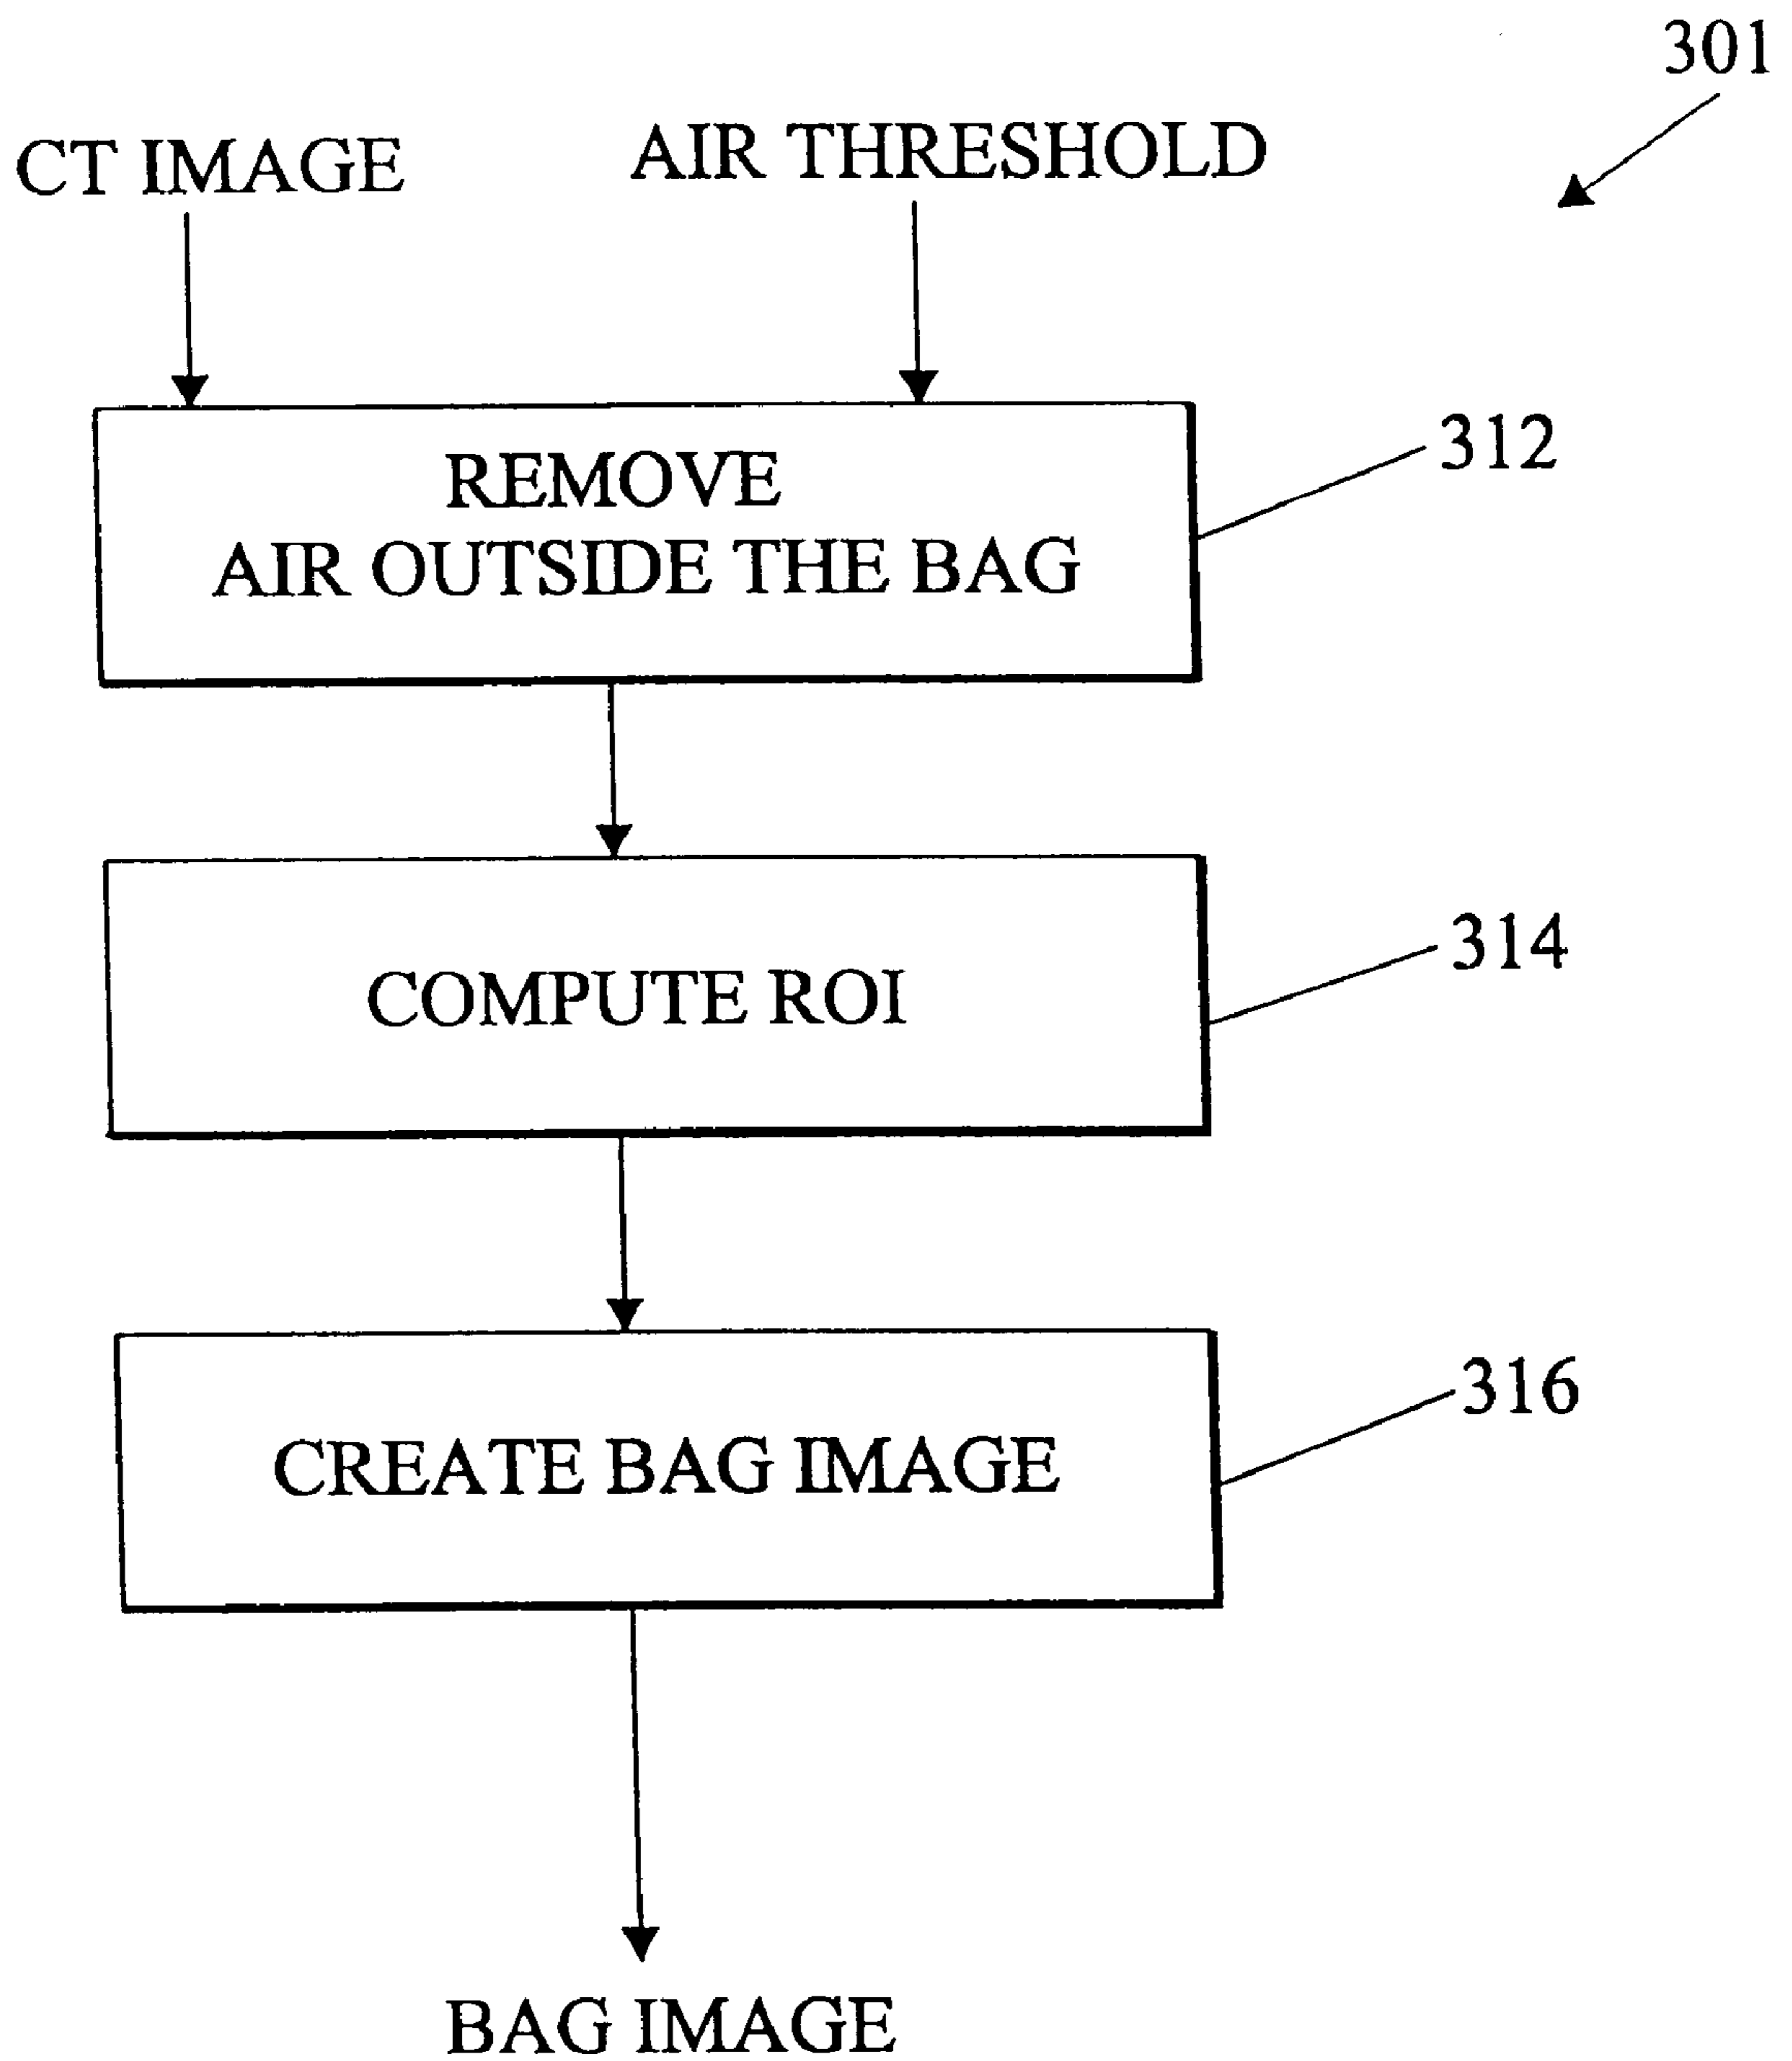 301
CT IMAGE
AIR THRESHOLD
REMOVE
AIR OUTSIDE THE BAG
312
COMPUTE ROI
314
CREATE BAG IMAGE
316
BAG IMAGE